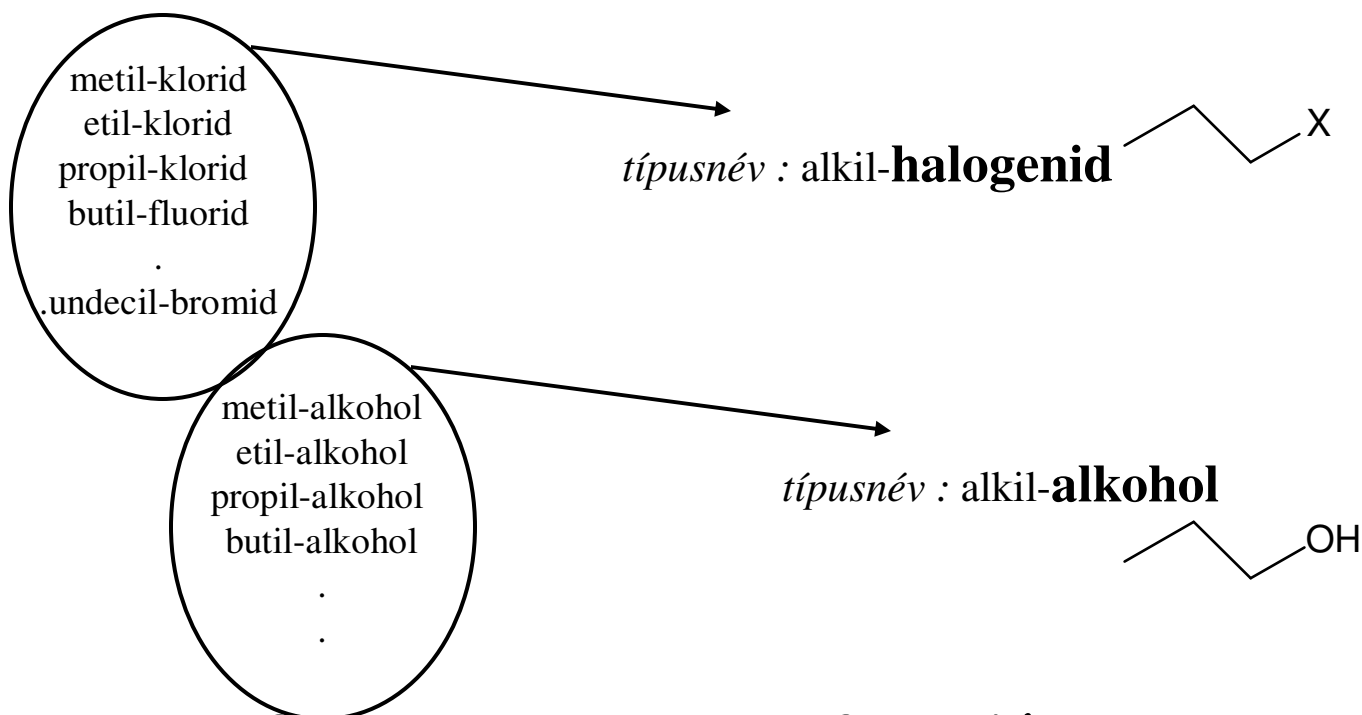 metil-klorid
etil-klorid
propil-klorid
butil-fluorid
.
.undecil-bromid
típusnév : alkil-halogenid
X
metil-alkohol
etil-alkohol
propil-alkohol
butil-alkohol
.
.
típusnév : alkil-alkohol
OH